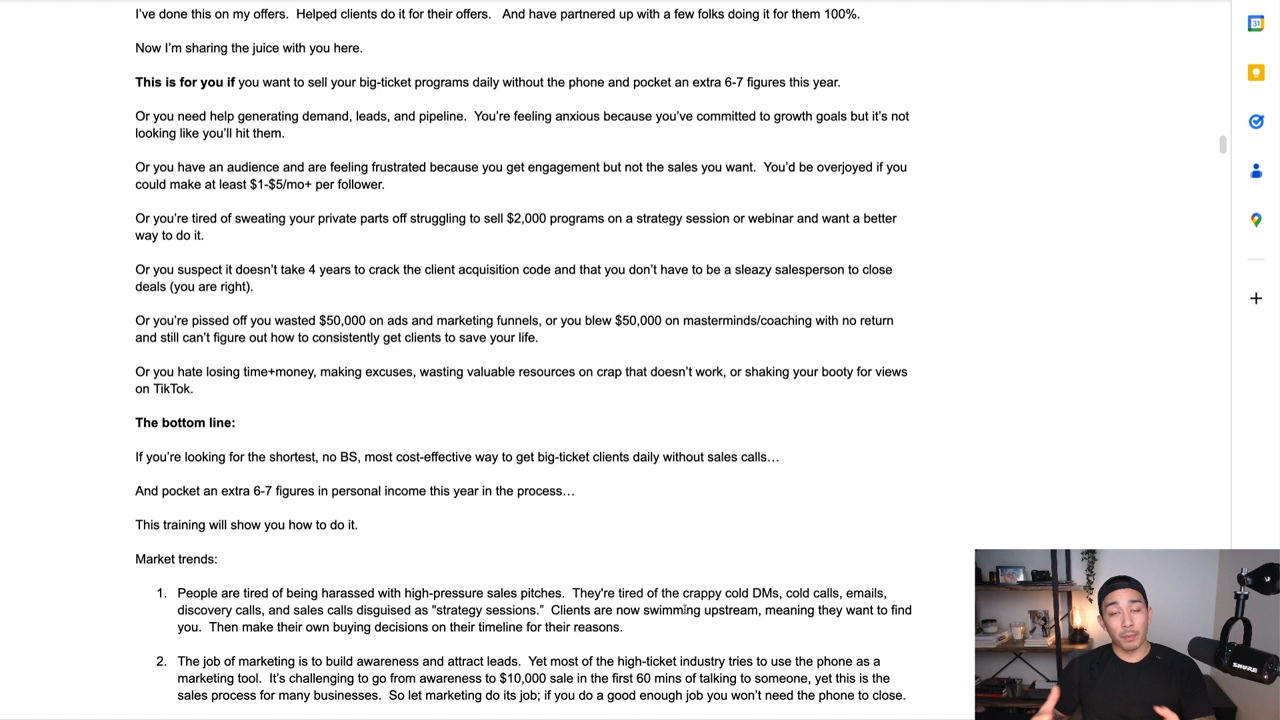 I've done this on my offers.  Helped clients do it for their offers.   And have partnered up with a few folks doing it for them 100%.
Now I'm sharing the juice with you here.
This is for you if you want to sell your big-ticket programs daily without the phone and pocket an extra 6-7 figures this year.
Or you need help generating demand, leads, and pipeline.  You're feeling anxious because you've committed to growth goals but it's not
looking like you'll hit them.
Or you have an audience and are feeling frustrated because you get engagement but not the sales you want.  You'd be overjoyed if you
could make at least $1-$5/mo+ per follower.
Or you're tired of sweating your private parts off struggling to sell $2,000 programs on a strategy session or webinar and want a better
way to do it.
Or you suspect it doesn't take 4 years to crack the client acquisition code and that you don't have to be a sleazy salesperson to close
deals (you are right).
Or you're pissed off you wasted $50,000 on ads and marketing funnels, or you blew $50,000 on masterminds/coaching with no return
and still can't figure out how to consistently get clients to save your life.
Or you hate losing time+money, making excuses, wasting valuable resources on crap that doesn't work, or shaking your booty for views
on TikTok.
The bottom line:
If you're looking for the shortest, no BS, most cost-effective way to get big-ticket clients daily without sales calls…
And pocket an extra 6-7 figures in personal income this year in the process…
This training will show you how to do it.
Market trends:
1. People are tired of being harassed with high-pressure sales pitches.  They're tired of the crappy cold DMs, cold calls, emails,
discovery calls, and sales calls disguised as "strategy sessions."  Clients are now swimming upstream, meaning they want to find
you.  Then make their own buying decisions on their timeline for their reasons.
2. The job of marketing is to build awareness and attract leads.  Yet most of the high-ticket industry tries to use the phone as a
marketing tool.  It's challenging to go from awareness to $10,000 sale in the first 60 mins of talking to someone, yet this is the
sales process for many businesses.  So let marketing do its job; if you do a good enough job you won't need the phone to close.
31
SHURE